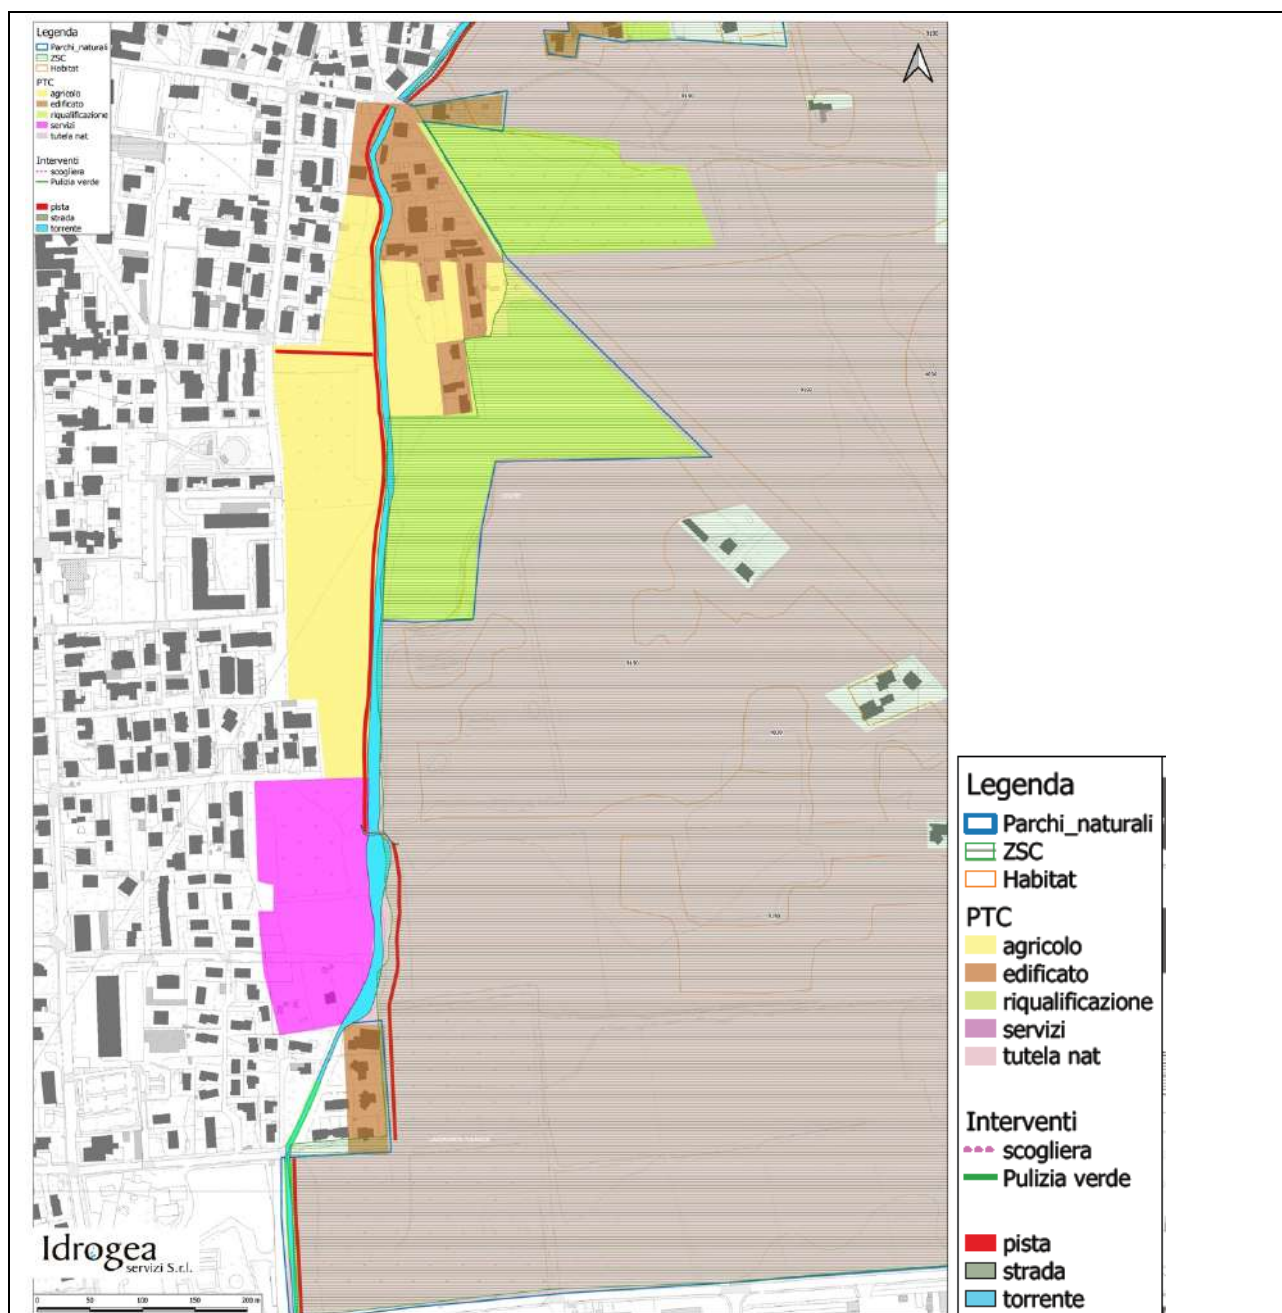 Legenda
Parchi_naturali
ZSC
Habitat
PTC
agricolo
edificato
riqualificazione
servizi
tutela nat
Interventi
scogliera
Pulizia verde
pista
strada
torrente
Idrogea
servizi S.r.l.
0 50 100 150 200 m
Legenda
Parchi_naturali
ZSC
Habitat
PTC
agricolo
edificato
riqualificazione
servizi
tutela nat
Interventi
scogliera
Pulizia verde
pista
strada
torrente